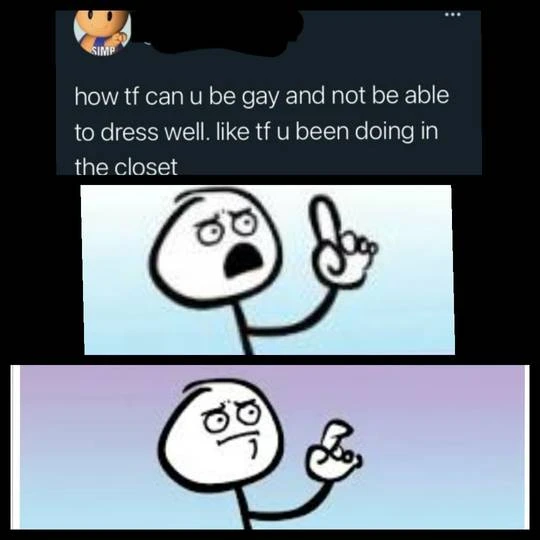 SIMP
how tf can u be gay and not be able
to dress well. like tf u been doing in
the closet